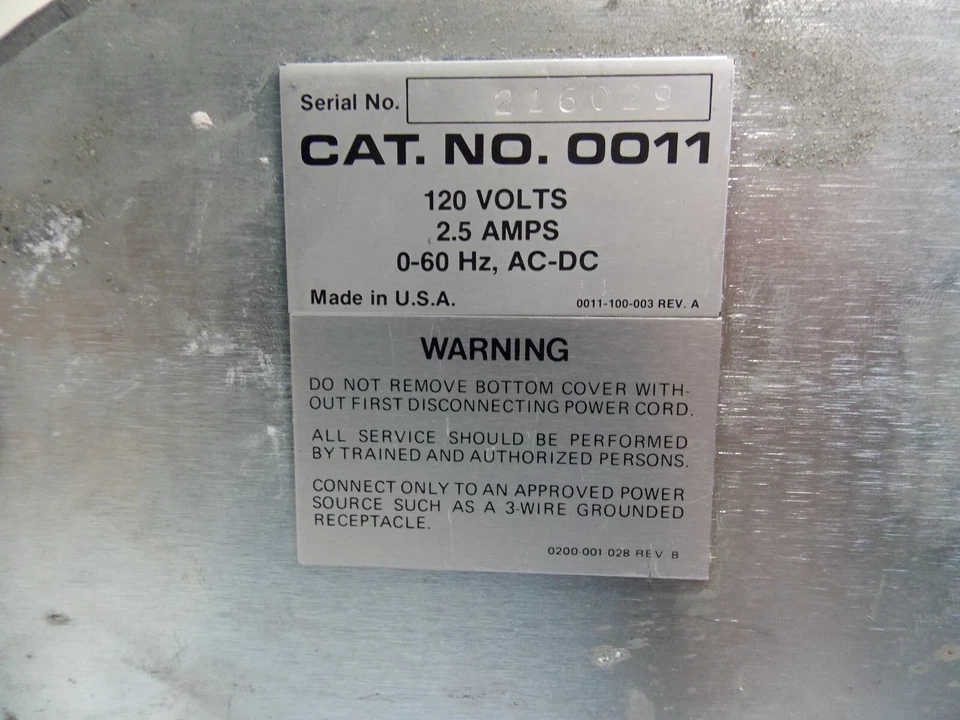 Serial No. 216029
CAT. NO. 0011
120 VOLTS
2.5 AMPS
0-60 Hz, AC-DC
Made in U.S.A. 0011-100-003 REV. A
WARNING
DO NOT REMOVE BOTTOM COVER WITH-
OUT FIRST DISCONNECTING POWER CORD.
ALL SERVICE SHOULD BE PERFORMED
BY TRAINED AND AUTHORIZED PERSONS.
CONNECT ONLY TO AN APPROVED POWER
SOURCE SUCH AS A 3-WIRE GROUNDED
RECEPTACLE.
0200-001-028 REV B